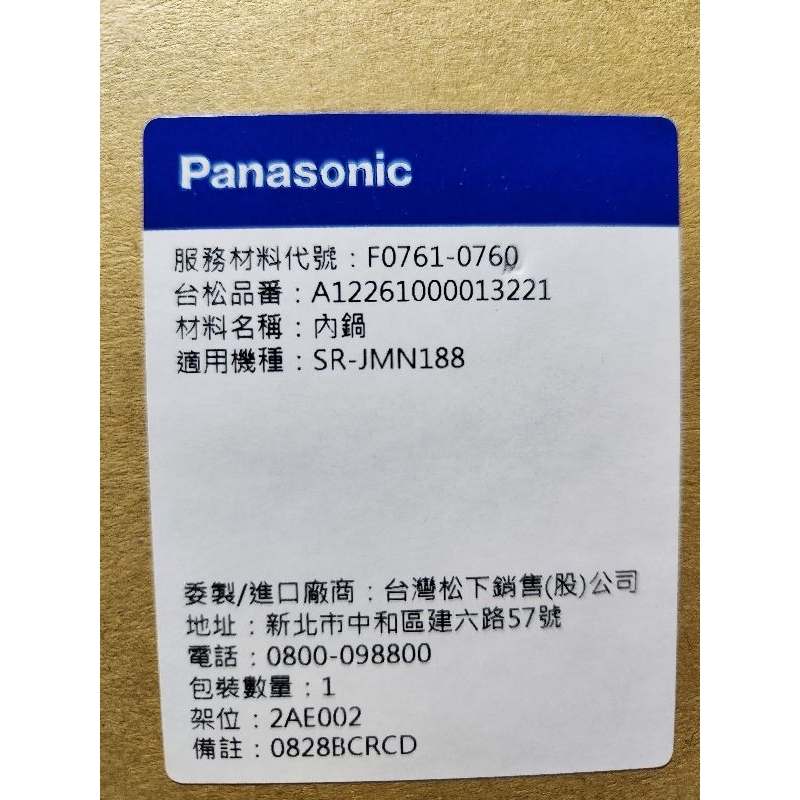 Panasonic
服務材料代號：F0761-0760
台松品番：A12261000013221
材料名稱：內鍋
適用機種：SR-JMN188
委製/進口廠商：台灣松下銷售(股)公司
地址：新北市中和區建六路57號
電話：0800-098800
包裝數量：1
架位：2AE002
備註：0828BCRCD